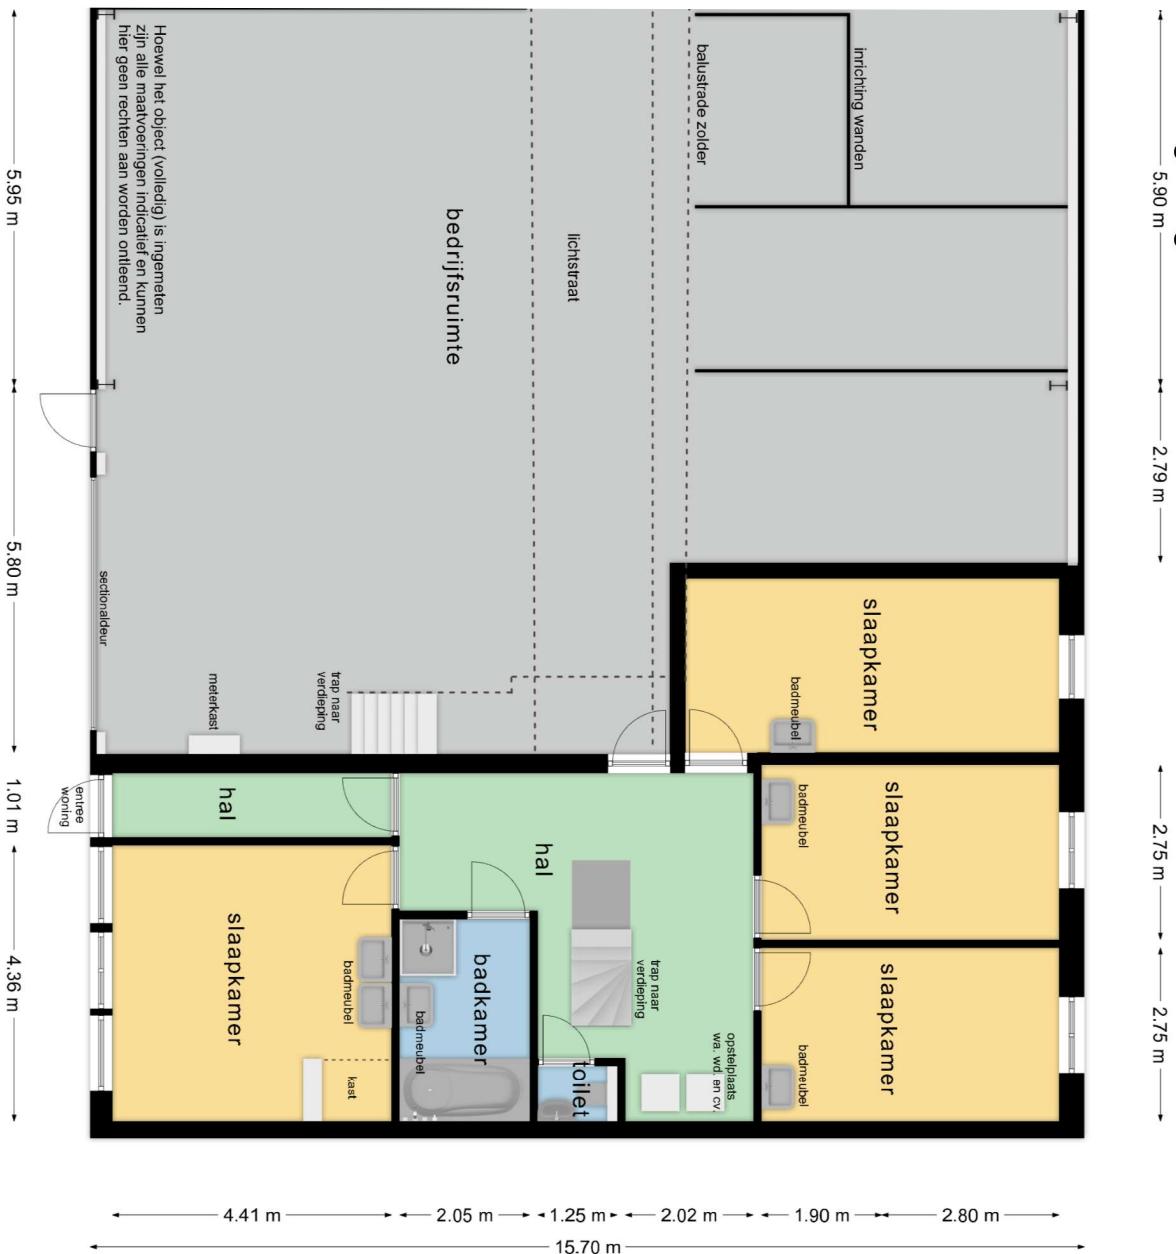 Hoewel het object (volledig) is ingemeten
zijn alle maatvoeringen indicatief en kunnen
hier geen rechten aan worden ontleend.
balustrade zolder
inrichting wanden
bedrijfsruimte
lichtstraat
5.95 m
5.90 m
5.80 m
2.79 m
sectionaldeur
meterkast
trap naar
verdieping
slaapkamer
badmeubel
entree
woning
hal
1.01 m
hal
slaapkamer
badmeubel
2.75 m
slaapkamer
badmeubel
kast
4.36 m
badkamer
badmeubel
toilet
trap naar
verdieping
opstelplaats
wa. wd. en cv.
slaapkamer
badmeubel
2.75 m
4.41 m
2.05 m
1.25 m
2.02 m
1.90 m
2.80 m
15.70 m